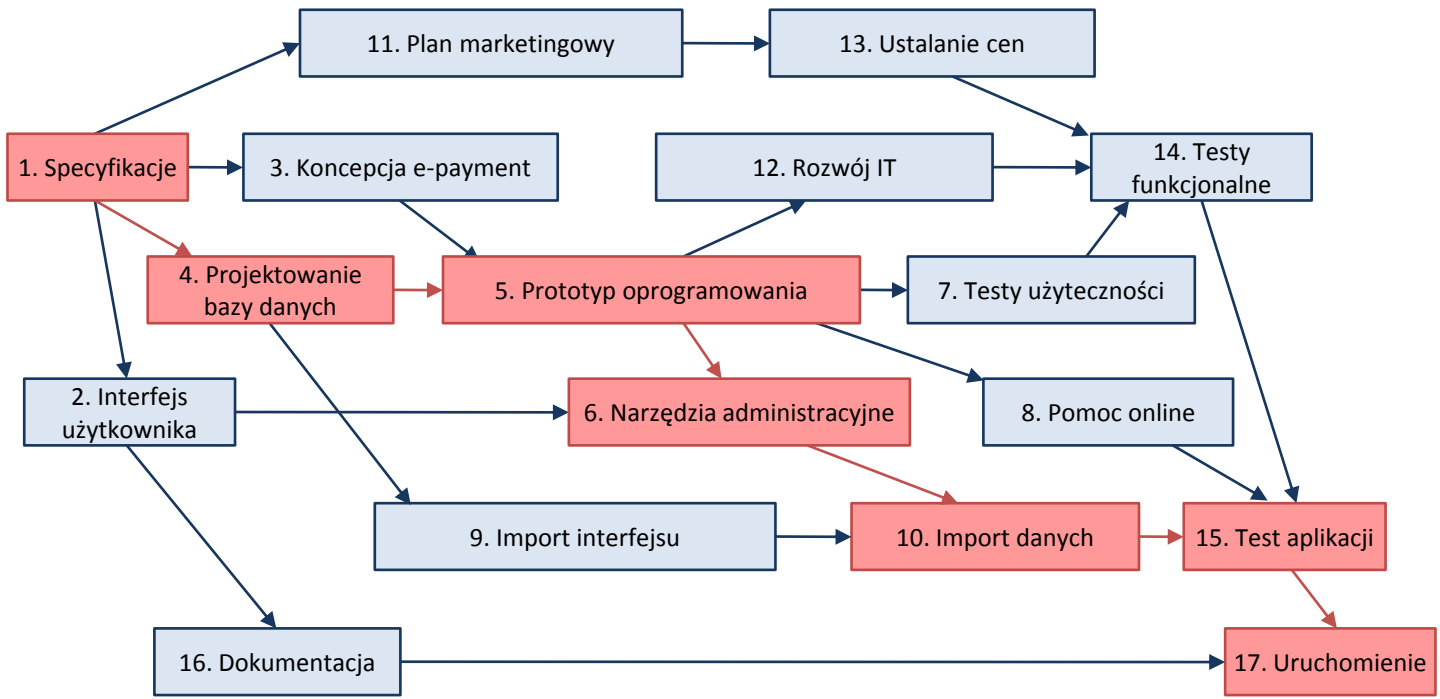 11. Plan marketingowy
13. Ustalanie cen
1. Specyfikacje
3. Koncepcja e-payment
12. Rozwój IT
14. Testy
funkcjonalne
4. Projektowanie
bazy danych
5. Prototyp oprogramowania
7. Testy użyteczności
2. Interfejs
użytkownika
6. Narzędzia administracyjne
8. Pomoc online
9. Import interfejsu
10. Import danych
15. Test aplikacji
16. Dokumentacja
17. Uruchomienie